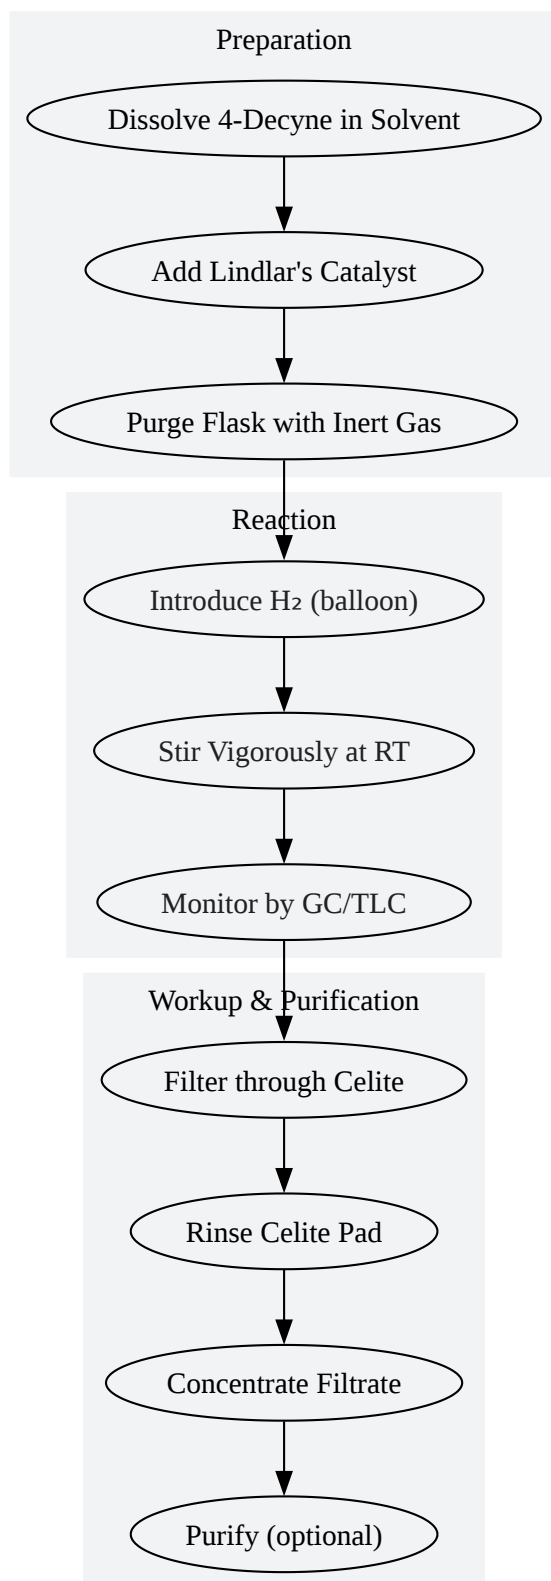 Preparation
Dissolve 4-Decyne in Solvent
Add Lindlar's Catalyst
Purge Flask with Inert Gas
Reaction
Introduce H₂ (balloon)
Stir Vigorously at RT
Monitor by GC/TLC
Workup & Purification
Filter through Celite
Rinse Celite Pad
Concentrate Filtrate
Purify (optional)